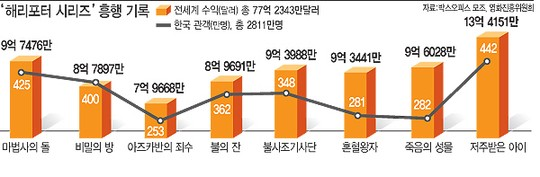 '해리포터 시리즈' 흥행 기록
전세계 수익(달러) 총 77억 2343만달러
한국 관객(만명), 총 2811만명
자료: 박스오피스 모조, 영화진흥위원회
9억 7476만
8억 7897만
7억 9668만
8억 9691만
9억 3988만
9억 3441만
9억 6028만
13억 4151만
425
400
253
362
348
281
282
442
마법사의 돌
비밀의 방
아즈카반의 죄수
불의 잔
불사조기사단
혼혈왕자
죽음의 성물
저주받은 아이